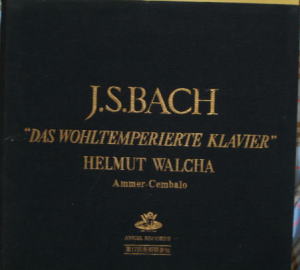 J.S.BACH
"DAS WOHLTEMPERIERTE KLAVIER"
HELMUT WALCHA
Ammer-Cembalo
ANGEL RECORDS